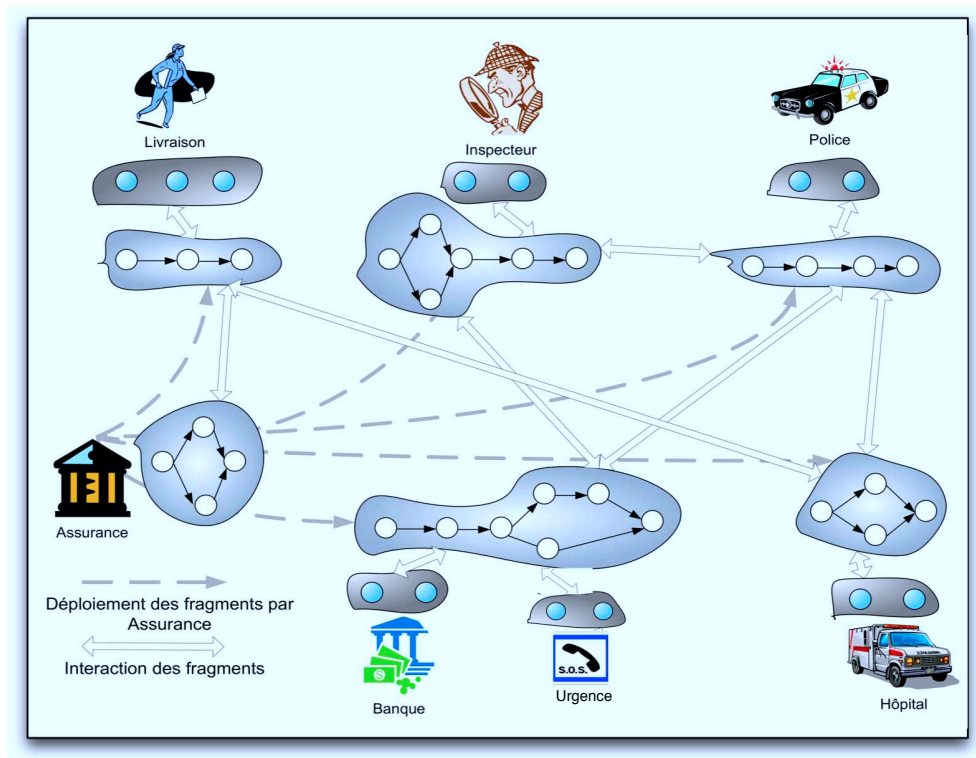 Livraison
Inspecteur
Police
Assurance
Déploiement des fragments par
Assurance
Interaction des fragments
$
Banque
s.o.s.
Urgence
Hôpital